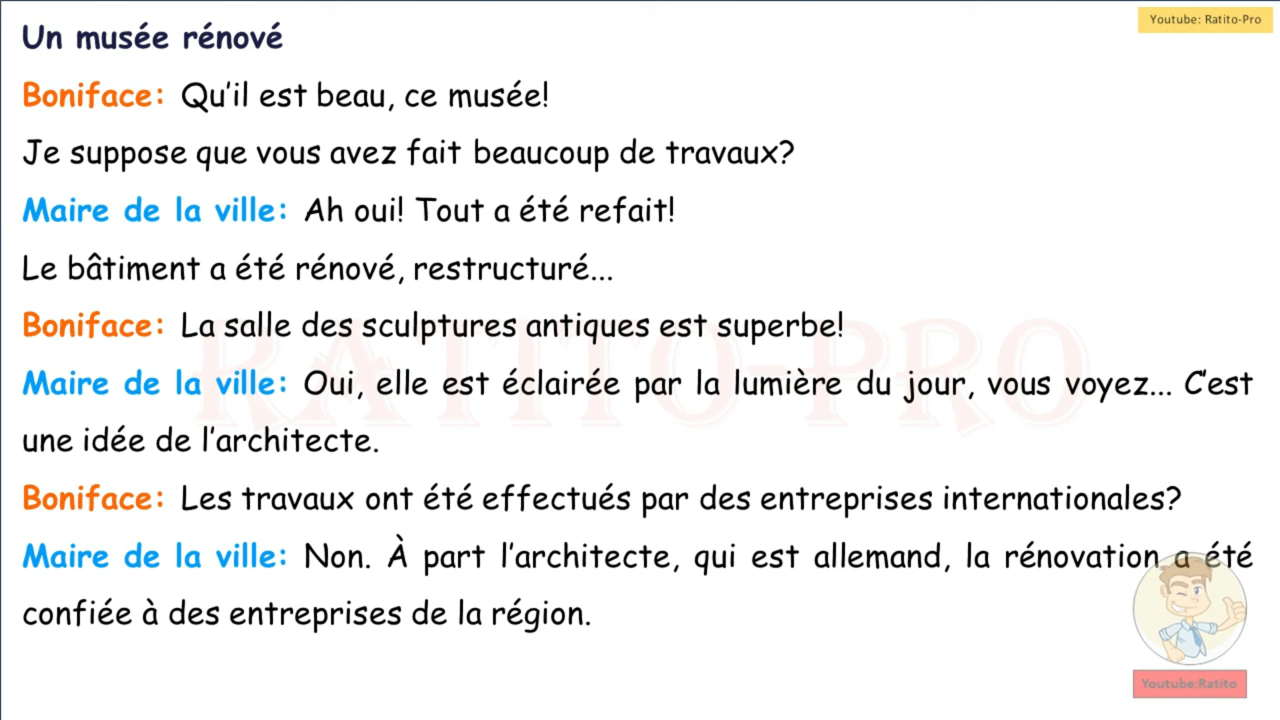 Un musée rénové
Youtube: Ratito-Pro
Boniface: Qu'il est beau, ce musée!
Je suppose que vous avez fait beaucoup de travaux?
Maire de la ville: Ah oui! Tout a été refait!
Le bâtiment a été rénové, restructuré...
Boniface: La salle des sculptures antiques est superbe!
RATITO-PRO
Maire de la ville: Oui, elle est éclairée par la lumière du jour, vous voyez... C'est
une idée de l'architecte.
Boniface: Les travaux ont été effectués par des entreprises internationales?
Maire de la ville: Non. À part l'architecte, qui est allemand, la rénovation a été
confiée à des entreprises de la région.
Youtube:Ratito